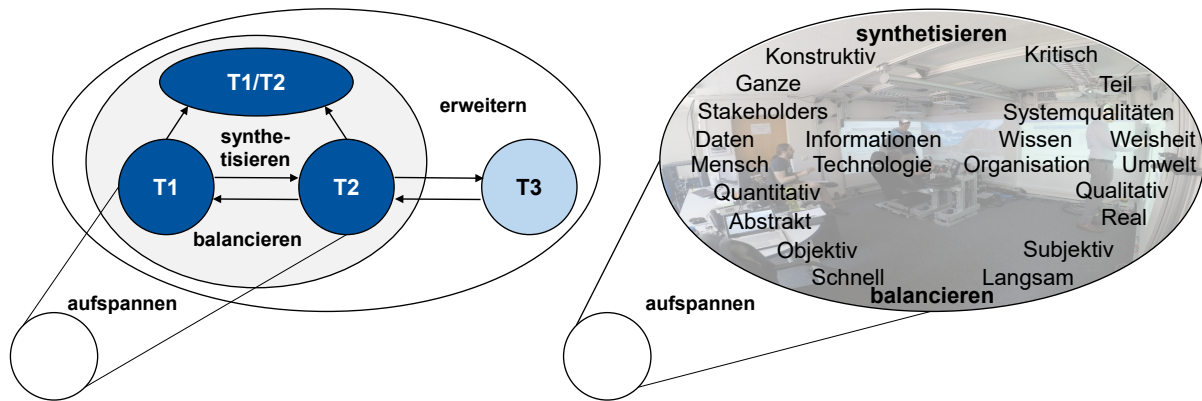 T1/T2
erweitern
synthe-
tisieren
T1
T2
T3
balancieren
aufspannen
synthetisieren
Konstruktiv Kritisch
Ganze Teil
Stakeholders Systemqualitäten
Daten Informationen Wissen Weisheit
Mensch Technologie Organisation Umwelt
Quantitativ Qualitativ
Abstrakt Real
Objektiv Subjektiv
Schnell Langsam
balancieren
aufspannen